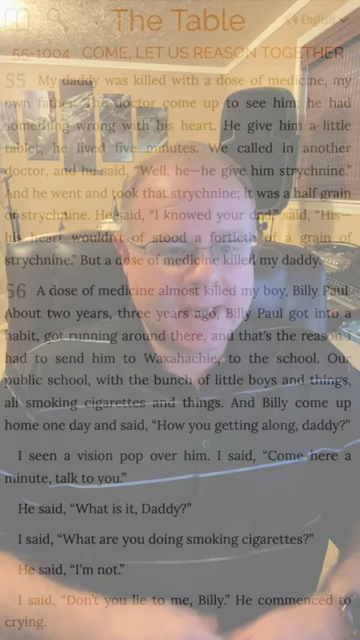 The Table
English
55-1004 COME, LET US REASON TOGETHER
55 My daddy was killed with a dose of medicine, my
own father. The doctor come up to see him, he had
something wrong with his heart. He give him a little
tablet, he lived five minutes. We called in another
doctor, and he said, “Well, he—he give him strychnine.”
And he went and took that strychnine; it was a half grain
of strychnine. He said, “I knowed your dad,” said, “His—
his heart wouldn't of stood a fortieth of a grain of
strychnine.” But a dose of medicine killed my daddy.
56 A dose of medicine almost killed my boy, Billy Paul.
About two years, three years ago, Billy Paul got into a
habit, got running around there, and that's the reason I
had to send him to Waxahachie, to the school. Our
public school, with the bunch of little boys and things,
all smoking cigarettes and things. And Billy come up
home one day and said, “How you getting along, daddy?”
I seen a vision pop over him. I said, “Come here a
minute, talk to you.”
He said, “What is it, Daddy?”
I said, “What are you doing smoking cigarettes?”
He said, “I'm not.”
I said, “Don't you lie to me, Billy.” He commenced to
crying.